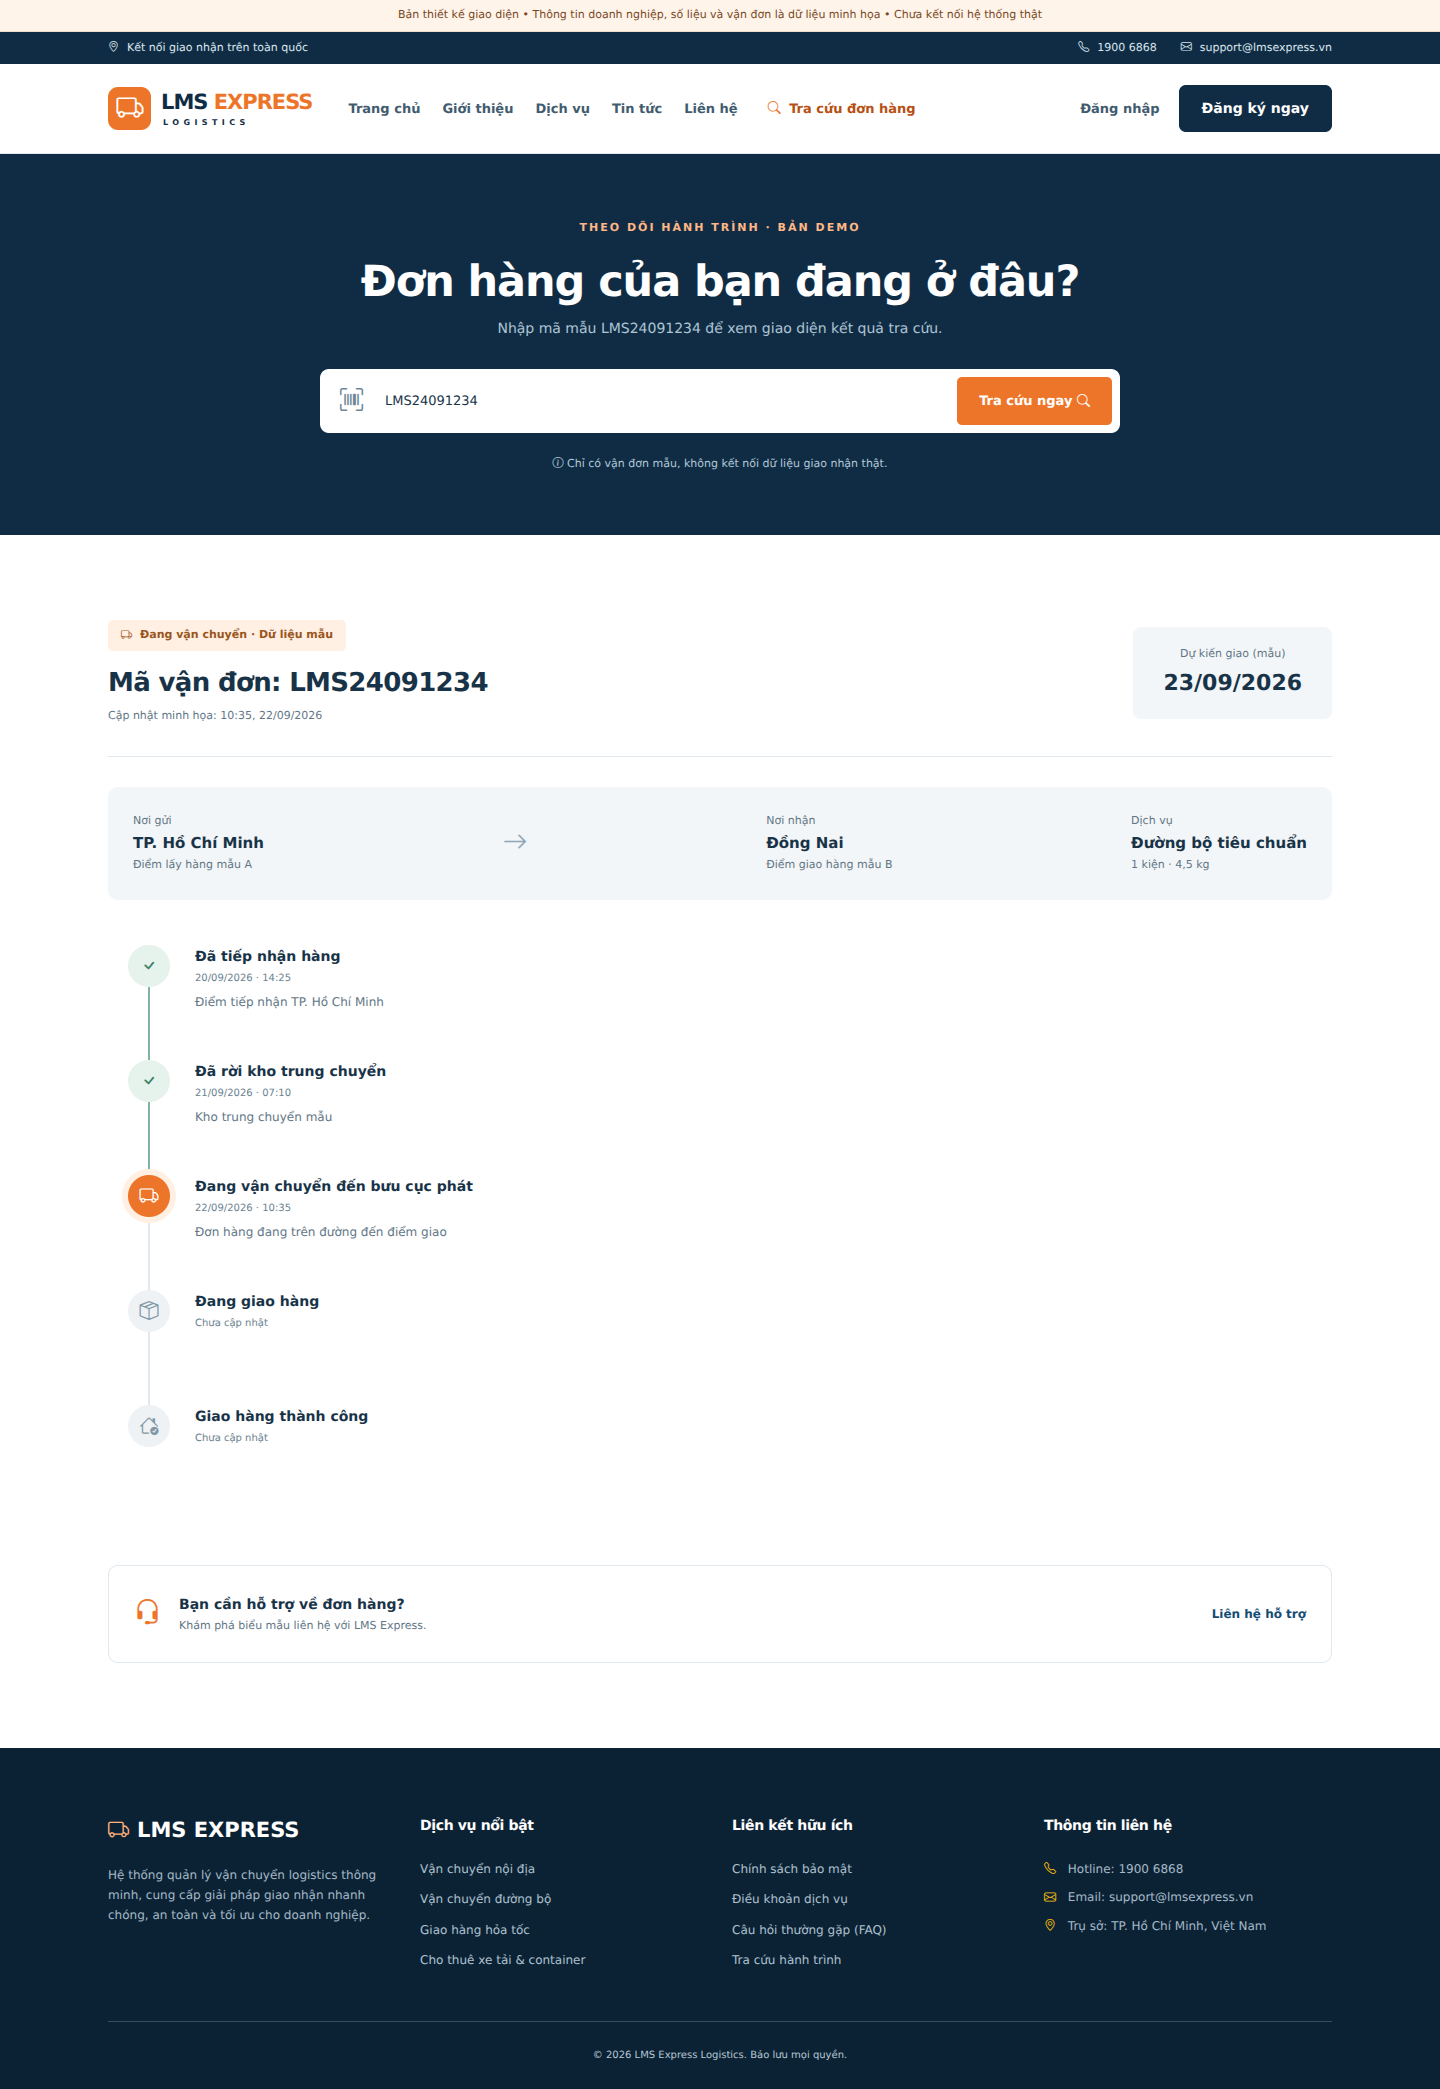 Bản thiết kế giao diện • Thông tin doanh nghiệp, số liệu và vận đơn là dữ liệu minh họa • Chưa kết nối hệ thống thật
Kết nối giao nhận trên toàn quốc
1900 6868
support@lmsexpress.vn
LMS EXPRESS
LOGISTICS
Trang chủ
Giới thiệu
Dịch vụ
Tin tức
Liên hệ
Tra cứu đơn hàng
Đăng nhập
Đăng ký ngay
THEO DÕI HÀNH TRÌNH · BẢN DEMO
Đơn hàng của bạn đang ở đâu?
Nhập mã mẫu LMS24091234 để xem giao diện kết quả tra cứu.
LMS24091234
Tra cứu ngay
Chỉ có vận đơn mẫu, không kết nối dữ liệu giao nhận thật.
Đang vận chuyển · Dữ liệu mẫu
Mã vận đơn: LMS24091234
Cập nhật minh họa: 10:35, 22/09/2026
Dự kiến giao (mẫu)
23/09/2026
Nơi gửi
TP. Hồ Chí Minh
Điểm lấy hàng mẫu A
Nơi nhận
Đồng Nai
Điểm giao hàng mẫu B
Dịch vụ
Đường bộ tiêu chuẩn
1 kiện · 4,5 kg
Đã tiếp nhận hàng
20/09/2026 · 14:25
Điểm tiếp nhận TP. Hồ Chí Minh
Đã rời kho trung chuyển
21/09/2026 · 07:10
Kho trung chuyển mẫu
Đang vận chuyển đến bưu cục phát
22/09/2026 · 10:35
Đơn hàng đang trên đường đến điểm giao
Đang giao hàng
Chưa cập nhật
Giao hàng thành công
Chưa cập nhật
Bạn cần hỗ trợ về đơn hàng?
Khám phá biểu mẫu liên hệ với LMS Express.
Liên hệ hỗ trợ
LMS EXPRESS
Hệ thống quản lý vận chuyển logistics thông
minh, cung cấp giải pháp giao nhận nhanh
chóng, an toàn và tối ưu cho doanh nghiệp.
Dịch vụ nổi bật
Vận chuyển nội địa
Vận chuyển đường bộ
Giao hàng hỏa tốc
Cho thuê xe tải & container
Liên kết hữu ích
Chính sách bảo mật
Điều khoản dịch vụ
Câu hỏi thường gặp (FAQ)
Tra cứu hành trình
Thông tin liên hệ
Hotline: 1900 6868
Email: support@lmsexpress.vn
Trụ sở: TP. Hồ Chí Minh, Việt Nam
© 2026 LMS Express Logistics. Bảo lưu mọi quyền.